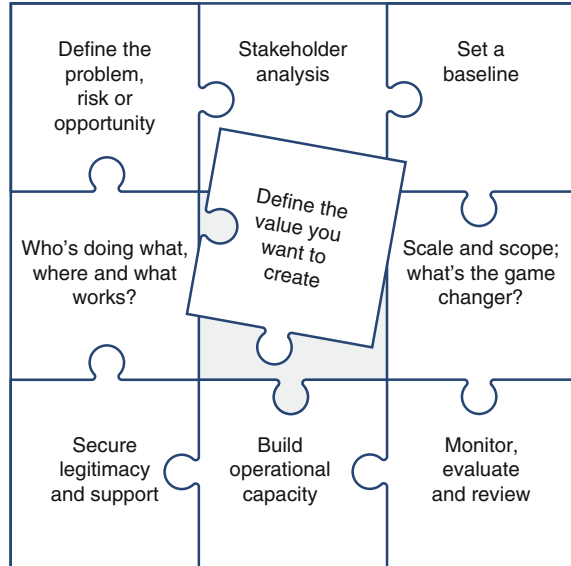 Define the
problem,
risk or
opportunity
Stakeholder
analysis
Set a
baseline
Who's doing what,
where and what
works?
Define the
value you
want to
create
Scale and scope;
what's the game
changer?
Secure
legitimacy
and support
Build
operational
capacity
Monitor,
evaluate
and review